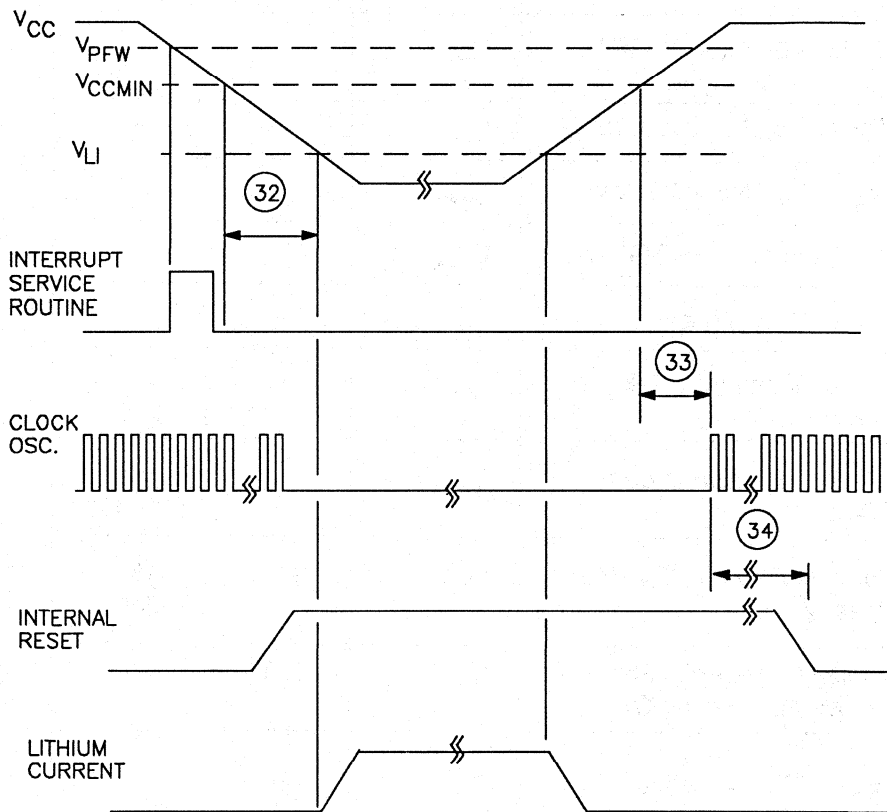 VCC
VPFW
VCCMIN
VLI
32
INTERRUPT
SERVICE
ROUTINE
33
CLOCK
OSC.
34
INTERNAL
RESET
LITHIUM
CURRENT